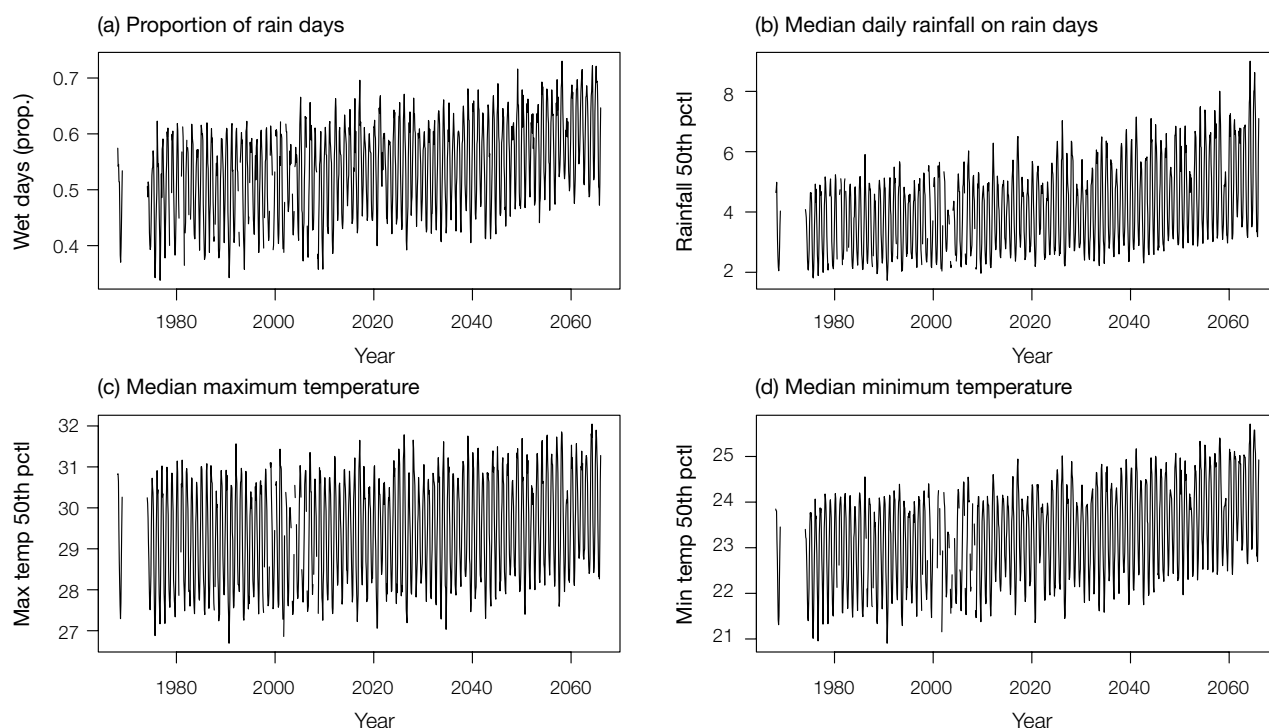 (a) Proportion of rain days
Wet days (prop.)
0.7
0.6
0.5
0.4
1980 2000 2020 2040 2060
Year
(b) Median daily rainfall on rain days
Rainfall 50th pctl
8
6
4
2
1980 2000 2020 2040 2060
Year
(c) Median maximum temperature
Max temp 50th pctl
32
31
30
29
28
27
1980 2000 2020 2040 2060
Year
(d) Median minimum temperature
Min temp 50th pctl
25
24
23
22
21
1980 2000 2020 2040 2060
Year